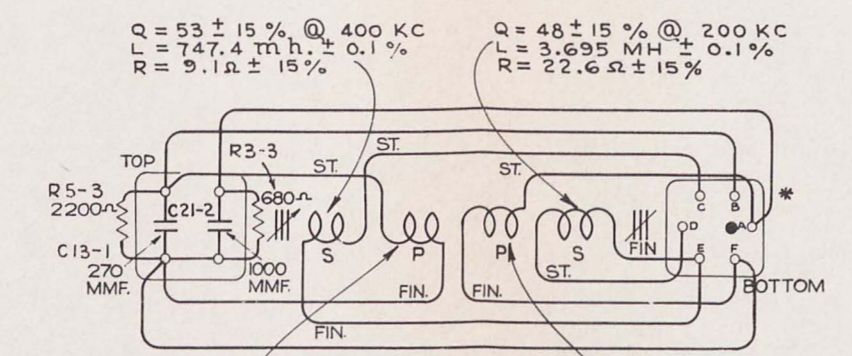 Q = 53 ± 15 % @ 400 KC
L = 747.4 m h. ± 0.1 %
R = 9.1Ω ± 15%
Q = 48 ± 15 % @ 200 KC
L = 3.695 MH ± 0.1 %
R = 22.6 Ω ± 15%
TOP
R3-3
680Ω
ST.
ST.
ST.
R5-3
2200Ω
C21-2
C13-1
270
MMF.
1000
MMF.
S
P
P
S
FIN
ST.
C
B
*
D
A
E
F
BOTTOM
FIN.
FIN.
FIN.